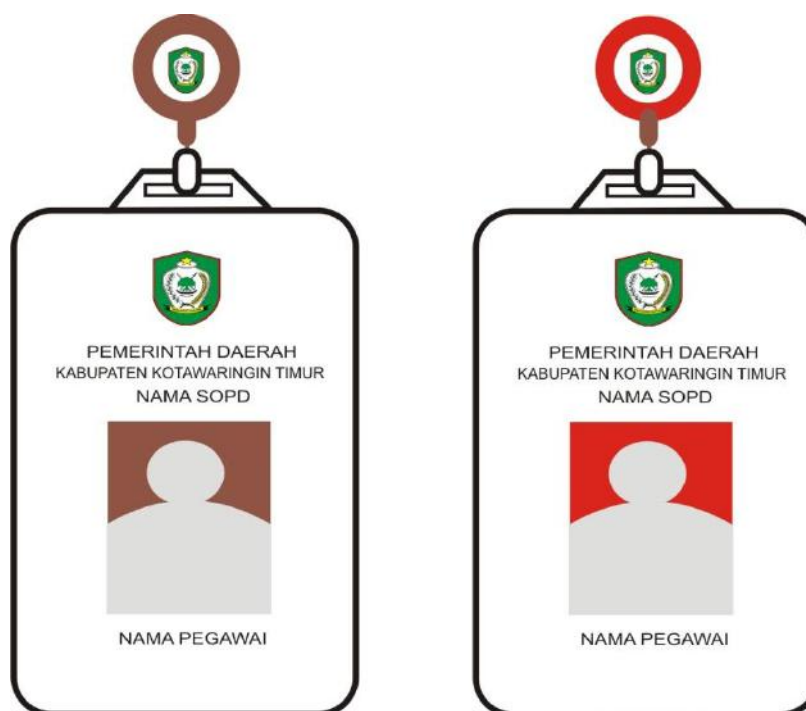 PEMERINTAH DAERAH
KABUPATEN KOTAWARINGIN TIMUR
NAMA SOPD
NAMA PEGAWAI
PEMERINTAH DAERAH
KABUPATEN KOTAWARINGIN TIMUR
NAMA SOPD
NAMA PEGAWAI